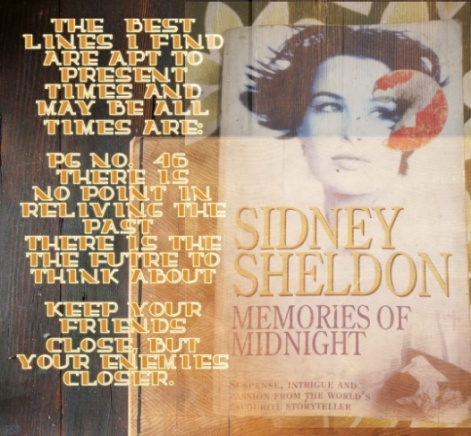 THE BEST
LINES I FIND
ARE APT TO
PRESENT
TIMES AND
MAY BE ALL
TIMES ARE:
PG NO. 46
THERE IS
NO POINT IN
RELIVING THE
PAST
THERE IS THE
THE FUTRE TO
THINK ABOUT
KEEP YOUR
FRIENDS
CLOSE, BUT
YOUR ENEMIES
CLOSER.
SIDNEY
SHELDON
MEMORIES OF
MIDNIGHT
SUSPENSE, INTRIGUE AND
PASSION FROM THE WORLD'S
FAVOURITE STORYTELLER